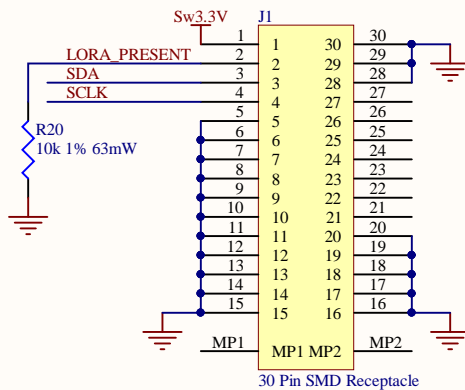 Sw3.3V
J1
1 1 30 30
LORA_PRESENT 2 2 29 29
SDA 3 3 28 28
SCLK 4 4 27 27
5 5 26 26
R20 6 6 25 25
10k 1% 63mW 7 7 24 24
8 8 23 23
9 9 22 22
10 10 21 21
11 11 20 20
12 12 19 19
13 13 18 18
14 14 17 17
15 15 16 16
MP1 MP1 MP2 MP2
30 Pin SMD Receptacle